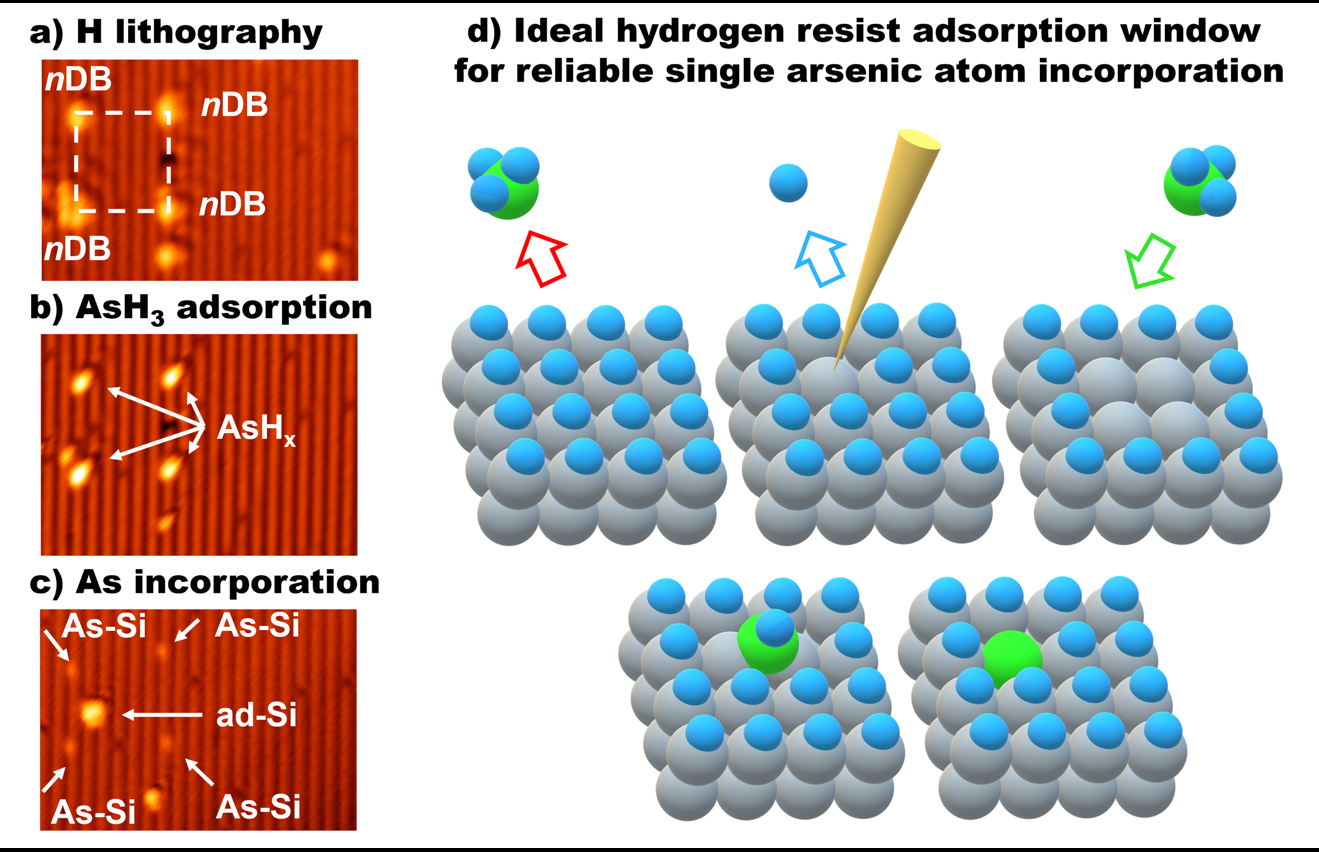 a) H lithography
nDB
nDB
nDB
nDB
b) AsH₃ adsorption
AsHₓ
c) As incorporation
As-Si
As-Si
ad-Si
As-Si
As-Si
d) Ideal hydrogen resist adsorption window
for reliable single arsenic atom incorporation